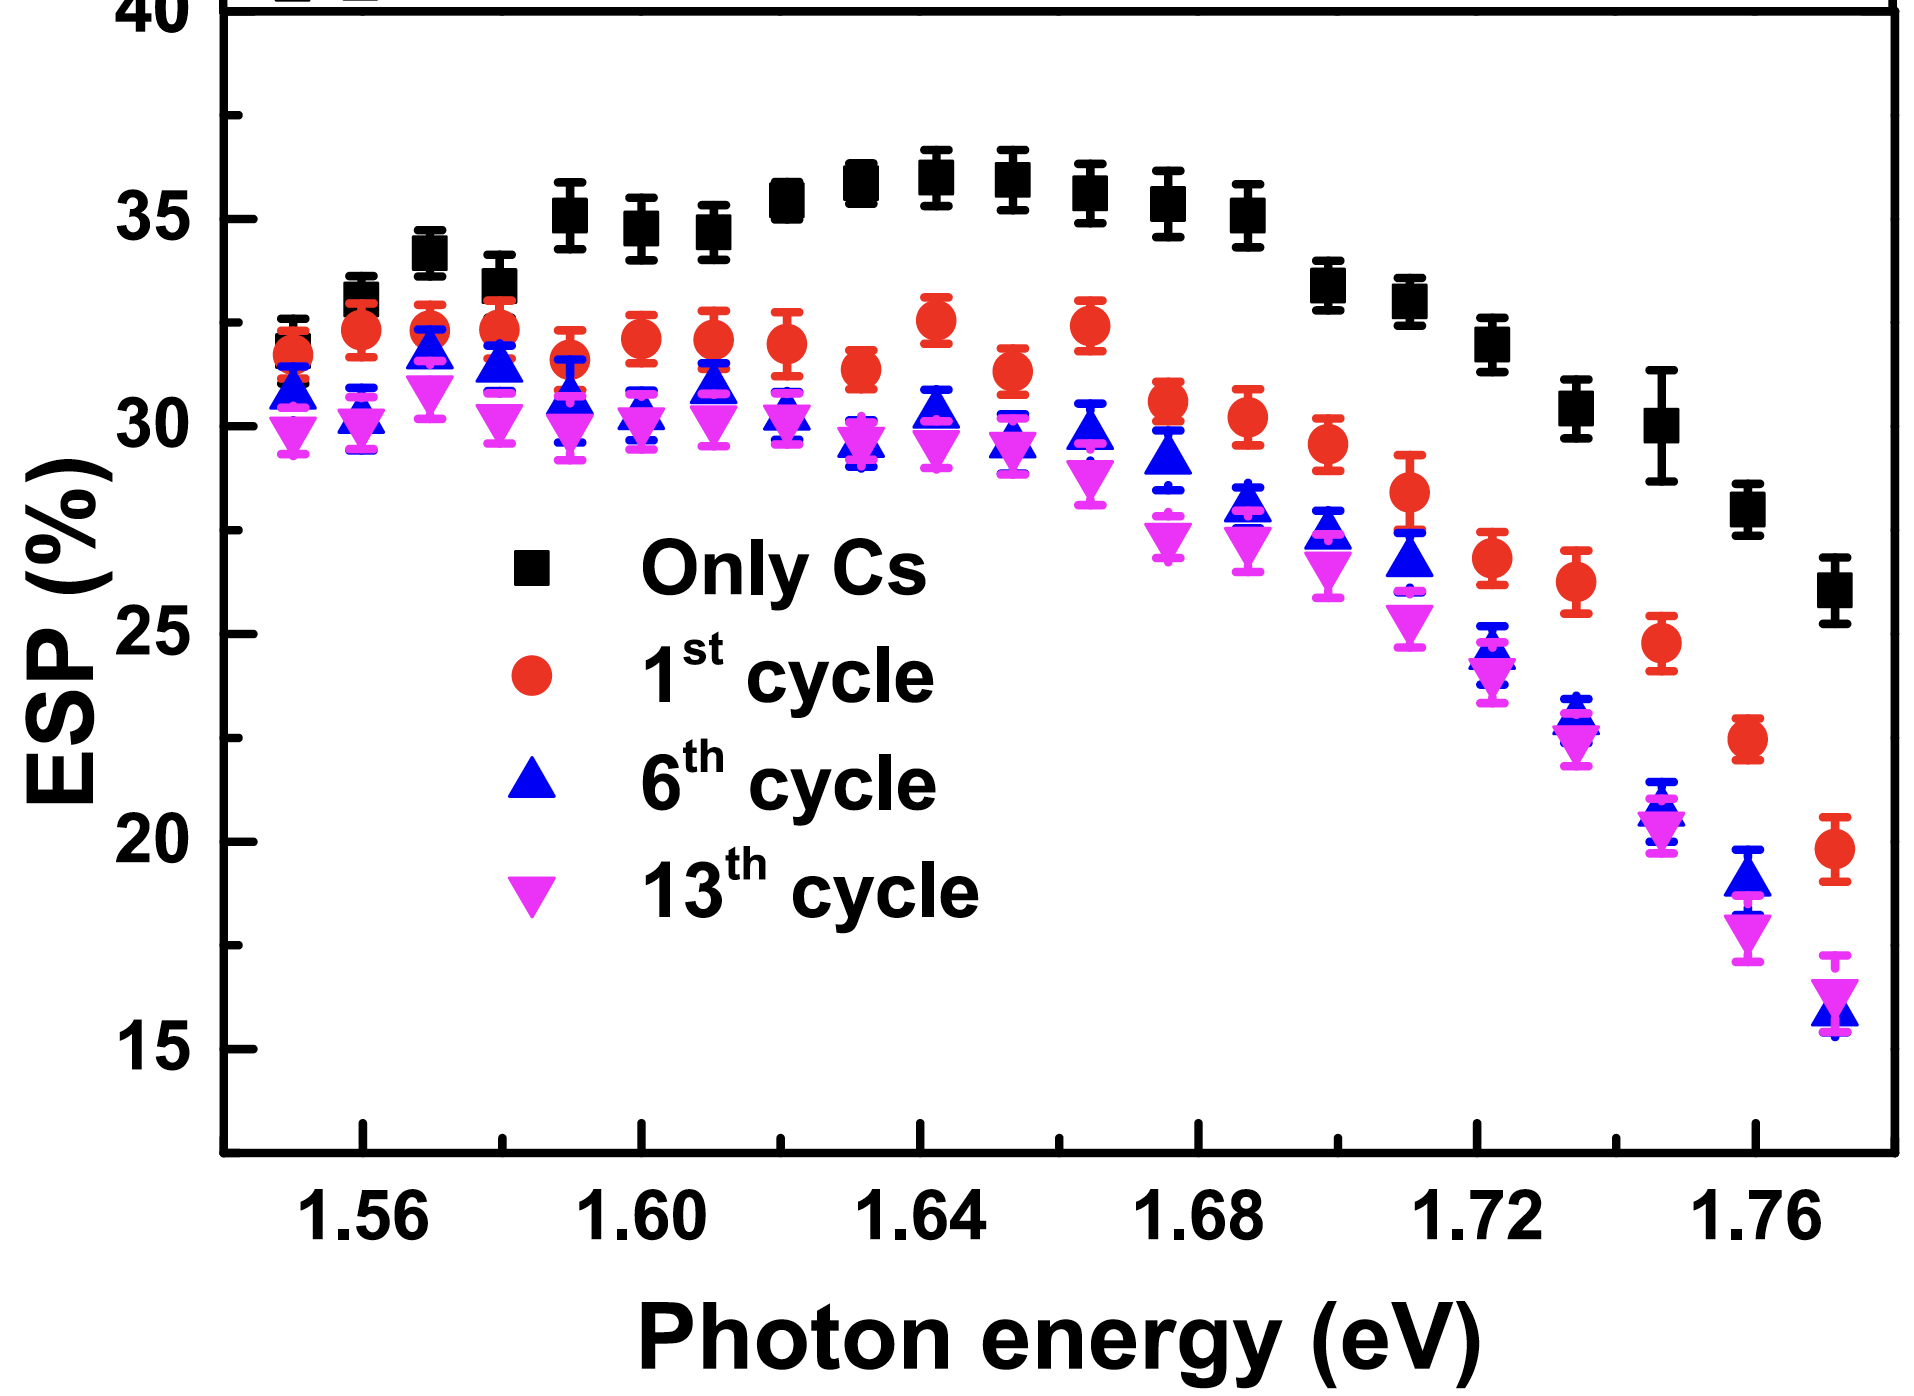 40
35
30
25
20
15
ESP (%)
Only Cs
1st cycle
6th cycle
13th cycle
1.56 1.60 1.64 1.68 1.72 1.76
Photon energy (eV)